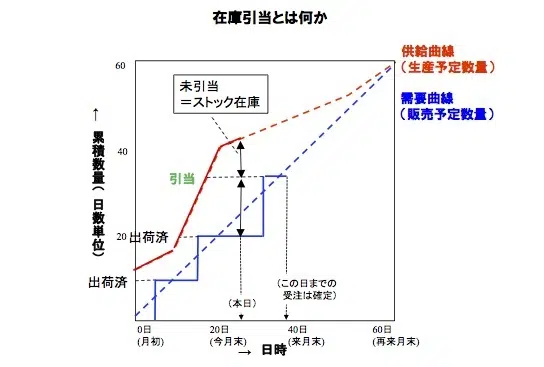 在庫引当とは何か
供給曲線
(生産予定数量)
需要曲線
(販売予定数量)
未引当
＝ストック在庫
引当
出荷済
出荷済
60
40
20
← 累積数量(日数単位)
(本日)
(この日までの
受注は確定)
0日
(月初)
20日
(今月末)
40日
(来月末)
60日
(再来月末)
→ 日時